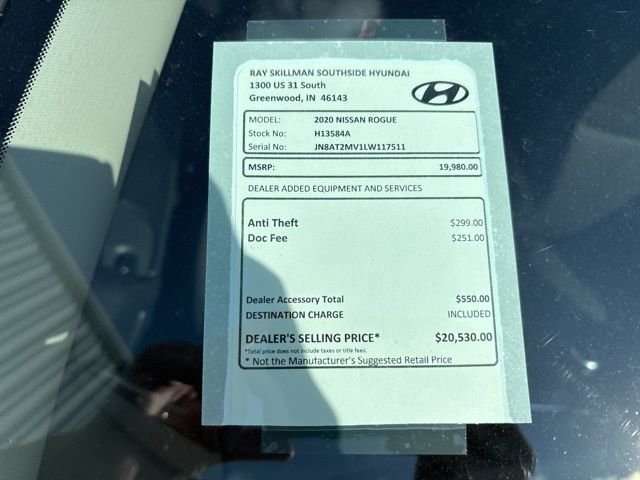 RAY SKILLMAN SOUTHSIDE HYUNDAI
1300 US 31 South
Greenwood, IN 46143
MODEL: 2020 NISSAN ROGUE
Stock No: H13584A
Serial No: JN8AT2MV1LW117511
MSRP: 19,980.00
DEALER ADDED EQUIPMENT AND SERVICES
Anti Theft $299.00
Doc Fee $251.00
Dealer Accessory Total $550.00
DESTINATION CHARGE INCLUDED
DEALER'S SELLING PRICE* $20,530.00
*Total price does not include taxes or title fees.
* Not the Manufacturer's Suggested Retail Price